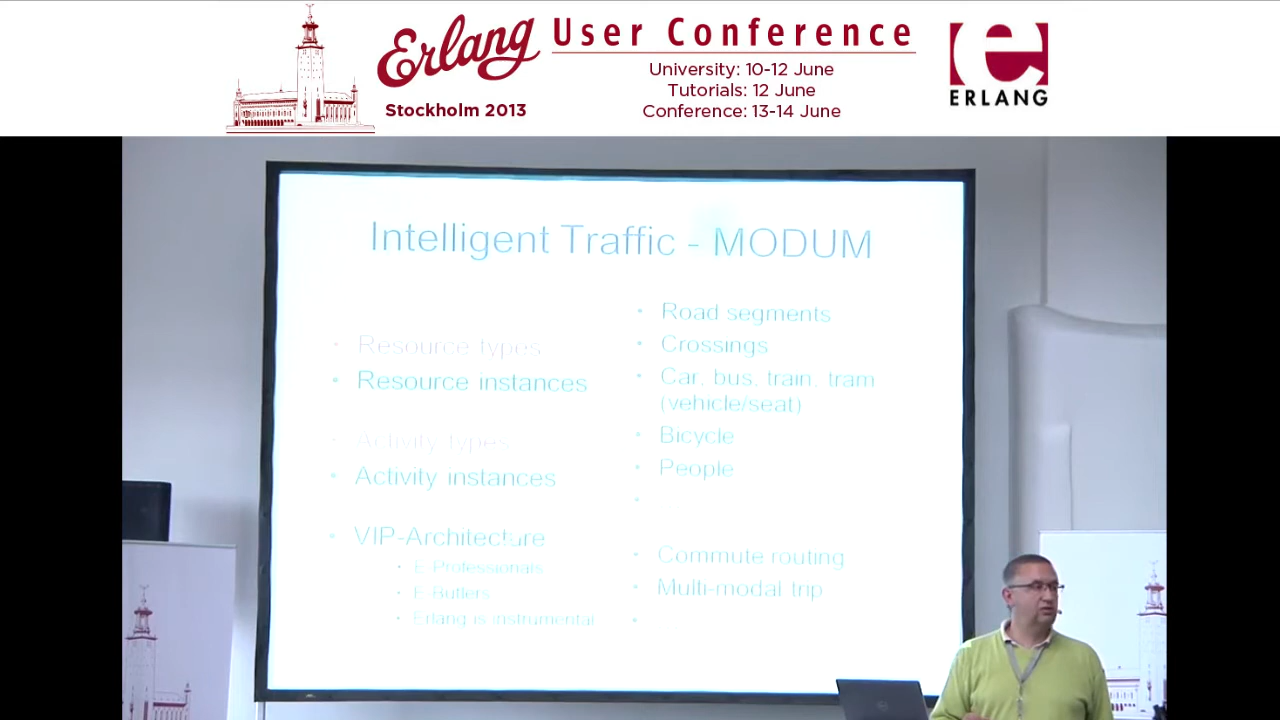 Erlang User Conference
Stockholm 2013
University: 10-12 June
Tutorials: 12 June
Conference: 13-14 June
ERLANG
Intelligent Traffic - MODUM
• Resource types
• Resource instances
• Activity types
• Activity instances
• VIP-Architecture
• E-Professionals
• E-Butlers
• Erlang is instrumental
• Road segments
• Crossings
• Car, bus, train, tram
(vehicle/seat)
• Bicycle
• People
•
• Commute routing
• Multi-modal trip
•